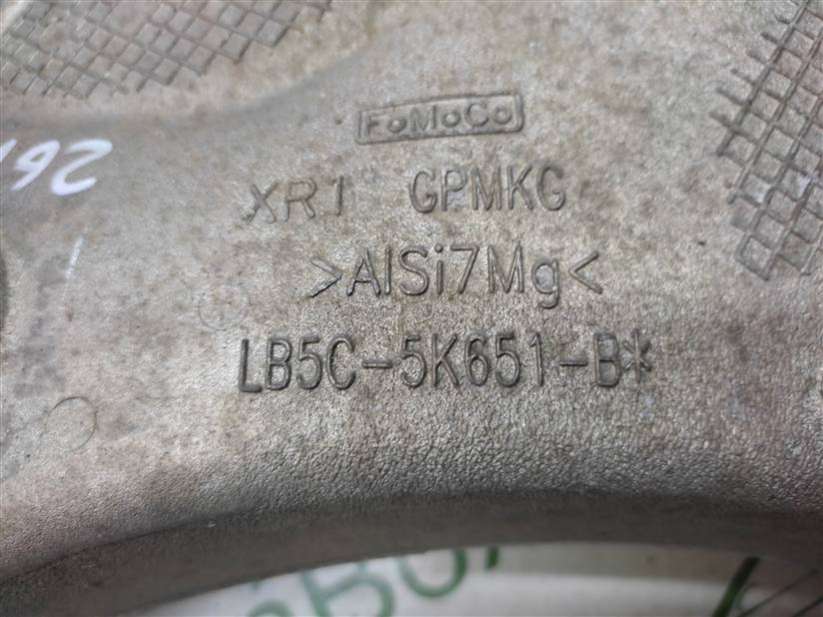 FoMoCo
XR1 GPMKG
>AlSi7Mg<
LB5C-5K651-B*